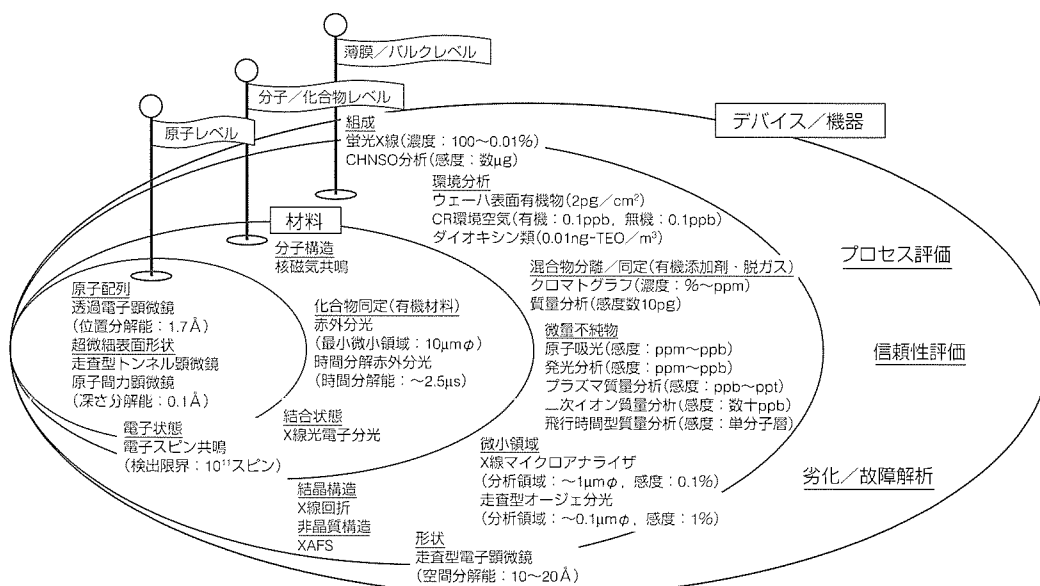 薄膜／バルクレベル
分子／化合物レベル
原子レベル
デバイス／機器
組成
蛍光X線(濃度：100〜0.01%)
CHNSO分析(感度：数μg)
環境分析
ウェーハ表面有機物(2pg／cm²)
CR環境空気(有機：0.1ppb, 無機：0.1ppb)
ダイオキシン類(0.01ng-TEO／m³)
材料
分子構造
核磁気共鳴
プロセス評価
混合物分離／同定(有機添加剤・脱ガス)
クロマトグラフ(濃度：%〜ppm)
質量分析(感度数10pg)
原子配列
透過電子顕微鏡
(位置分解能：1.7Å)
超微細表面形状
走査型トンネル顕微鏡
原子間力顕微鏡
(深さ分解能：0.1Å)
化合物同定(有機材料)
赤外分光
(最小微小領域：10μmφ)
時間分解赤外分光
(時間分解能：〜2.5μs)
微量不純物
原子吸光(感度：ppm〜ppb)
発光分析(感度：ppm〜ppb)
プラズマ質量分析(感度：ppb〜ppt)
二次イオン質量分析(感度：数十ppb)
飛行時間型質量分析(感度：単分子層)
信頼性評価
電子状態
電子スピン共鳴
(検出限界：10¹¹スピン)
結合状態
X線光電子分光
微小領域
X線マイクロアナライザ
(分析領域：〜1μmφ, 感度：0.1%)
走査型オージェ分光
(分析領域：〜0.1μmφ, 感度：1%)
劣化／故障解析
結晶構造
X線回折
非晶質構造
XAFS
形状
走査型電子顕微鏡
(空間分解能：10〜20Å)